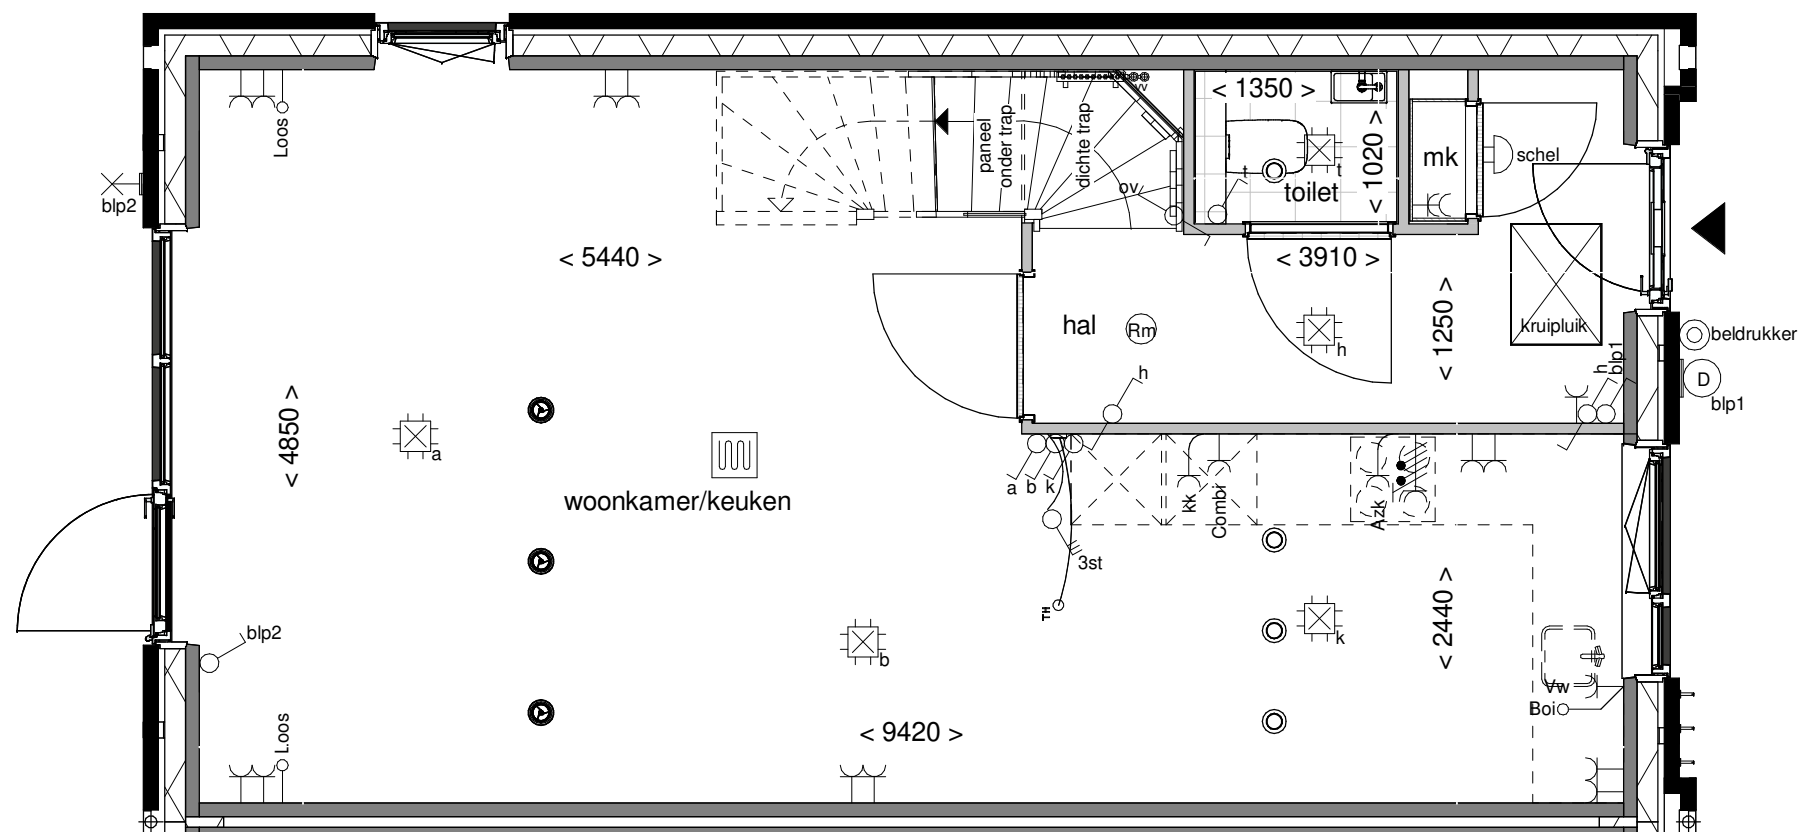 < 1350 >
vv
Loos
paneel
onder trap
dichte trap
< 1020 >
mk
schel
t
t
ov
toilet
blp2
< 5440 >
< 3910 >
hal
Rm
h
< 1250 >
kruipluik
beldrukker
h
h
blp1
D
blp1
< 4850 >
a
woonkamer/keuken
a b k
kk
Combi
Azk
3st
TH
blp2
b
k
< 2440 >
Vw
Boi
Loos
< 9420 >